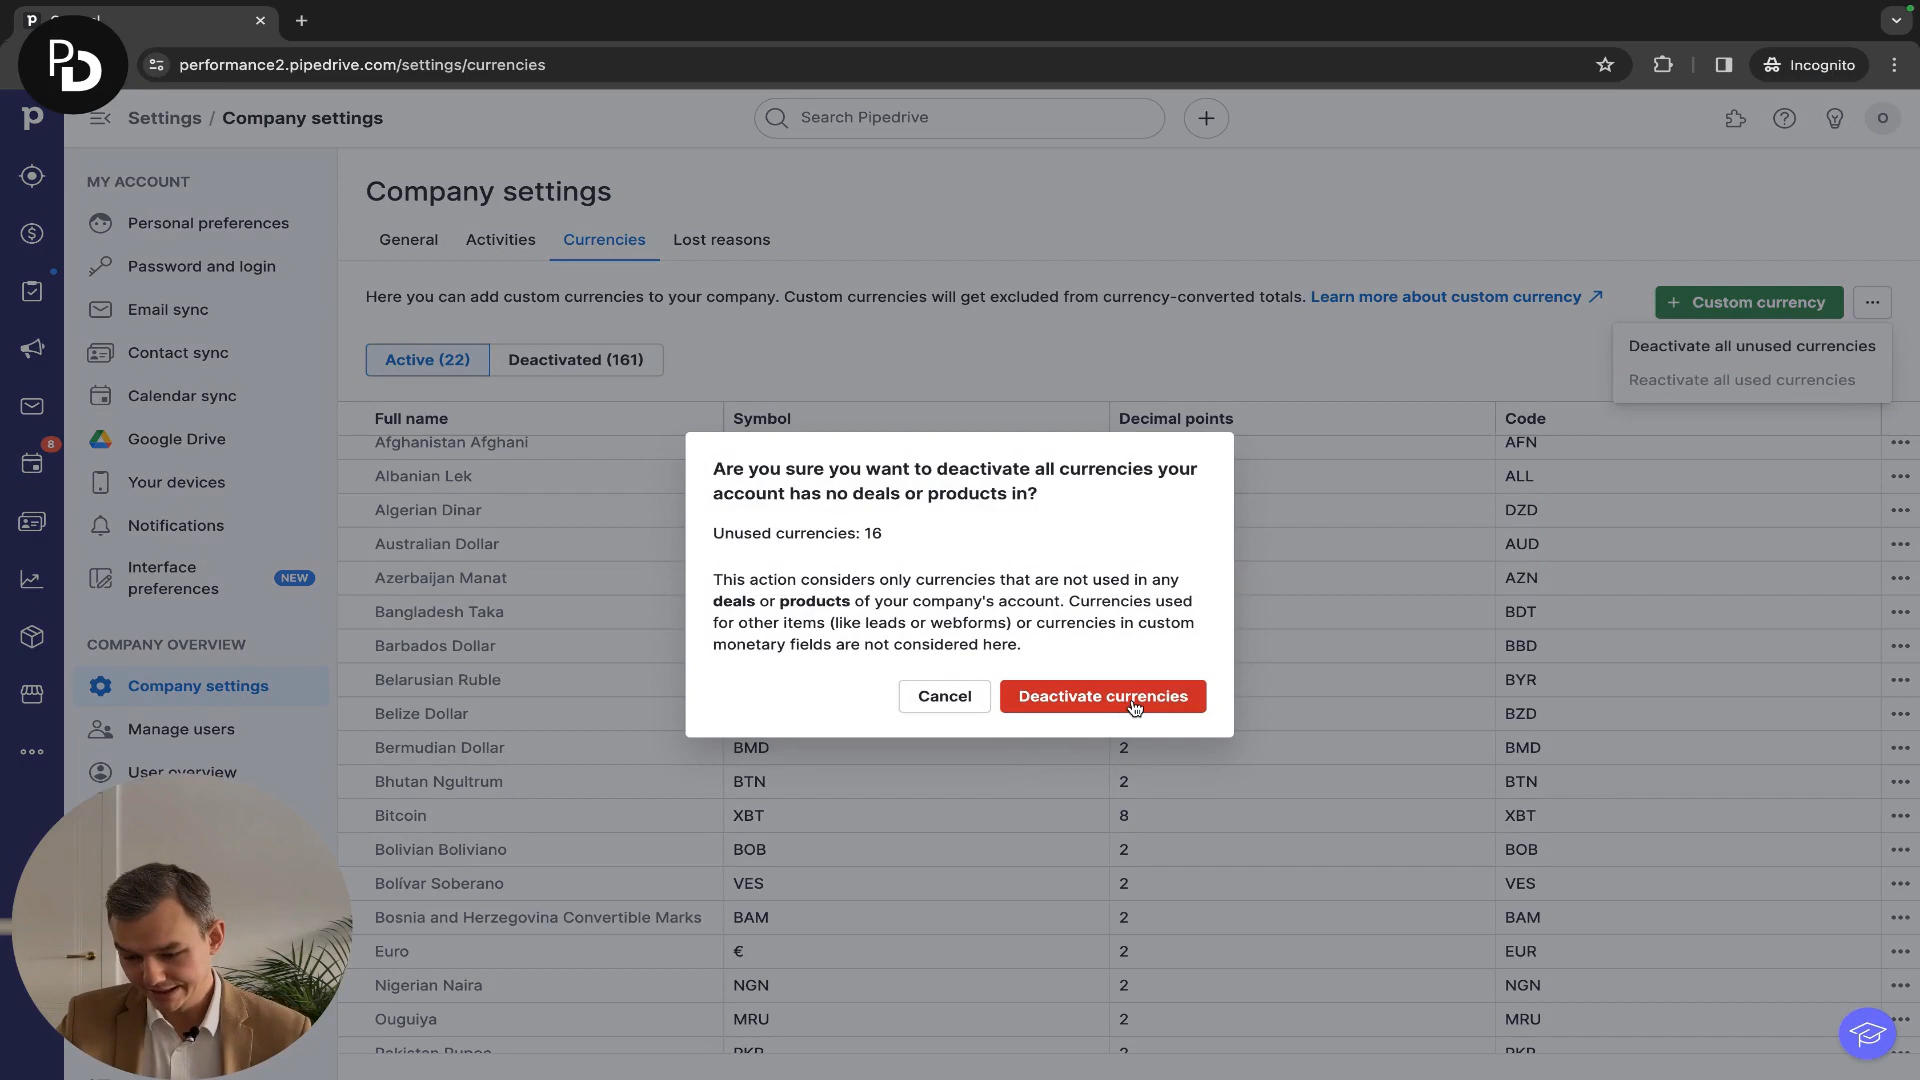 PD
performance2.pipedrive.com/settings/currencies
Incognito
p
Settings / Company settings
Search Pipedrive
O
MY ACCOUNT
Personal preferences
Password and login
Email sync
Contact sync
Calendar sync
Google Drive
Your devices
Notifications
Interface preferences
NEW
8
COMPANY OVERVIEW
Company settings
Manage users
User overview
Company settings
General
Activities
Currencies
Lost reasons
Here you can add custom currencies to your company. Custom currencies will get excluded from currency-converted totals. Learn more about custom currency
+ Custom currency
...
Deactivate all unused currencies
Reactivate all used currencies
Active (22)
Deactivated (161)
Full name Symbol Decimal points Code
Afghanistan Afghani AFN
Albanian Lek ALL
Algerian Dinar DZD
Australian Dollar AUD
Azerbaijan Manat AZN
Bangladesh Taka BDT
Barbados Dollar BBD
Belarusian Ruble BYR
Belize Dollar BZD
Bermudian Dollar BMD 2 BMD
Bhutan Ngultrum BTN 2 BTN
Bitcoin XBT 8 XBT
Bolivian Boliviano BOB 2 BOB
Bolívar Soberano VES 2 VES
Bosnia and Herzegovina Convertible Marks BAM 2 BAM
Euro € 2 EUR
Nigerian Naira NGN 2 NGN
Ouguiya MRU 2 MRU
Are you sure you want to deactivate all currencies your
account has no deals or products in?
Unused currencies: 16
This action considers only currencies that are not used in any
deals or products of your company's account. Currencies used
for other items (like leads or webforms) or currencies in custom
monetary fields are not considered here.
Cancel
Deactivate currencies